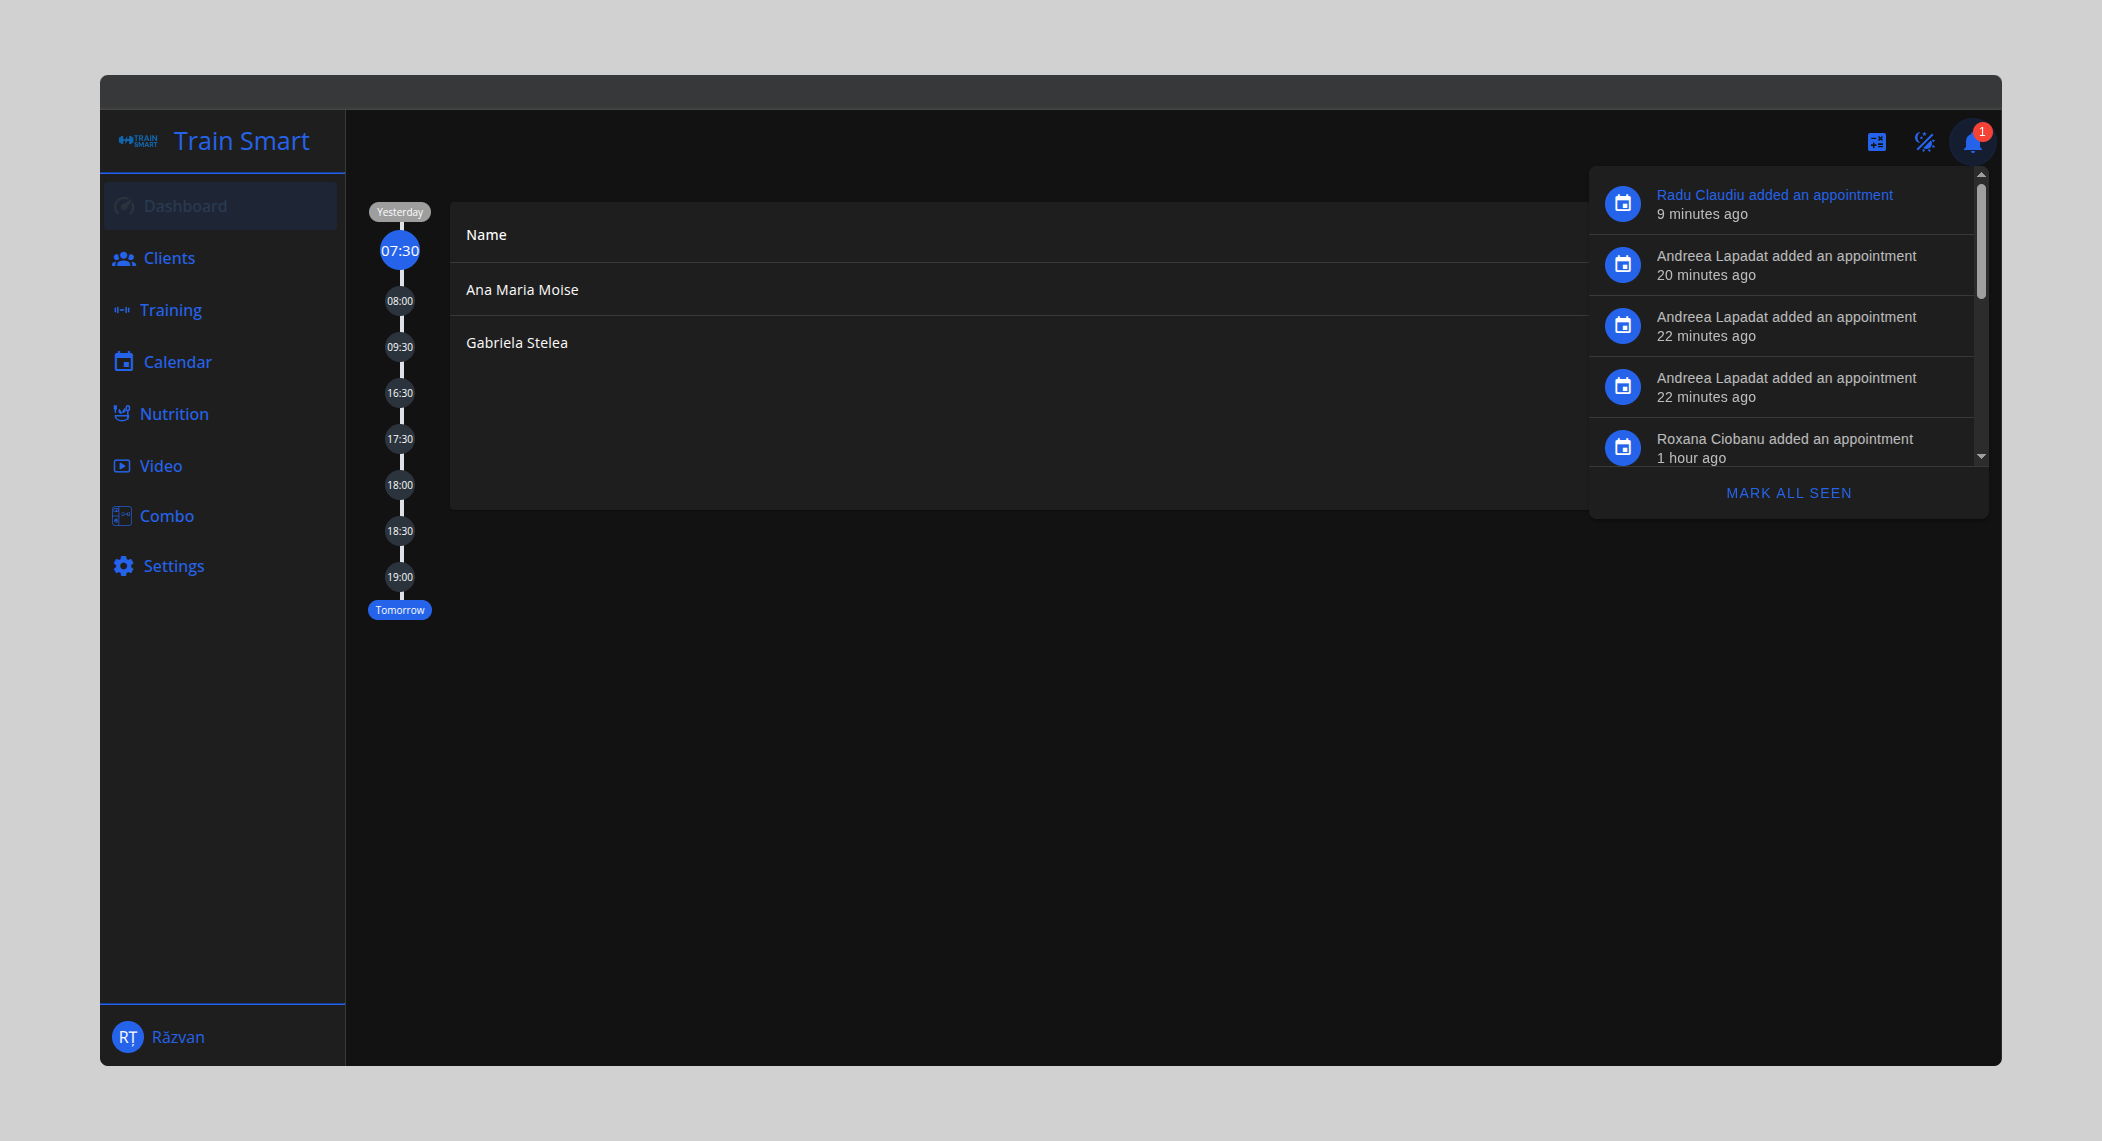 TRAIN
SMART
Train Smart
1
Dashboard
Clients
Training
Calendar
Nutrition
Video
Combo
Settings
RȚ Răzvan
Yesterday
07:30
08:00
09:30
16:30
17:30
18:00
18:30
19:00
Tomorrow
Name
Ana Maria Moise
Gabriela Stelea
Radu Claudiu added an appointment
9 minutes ago
Andreea Lapadat added an appointment
20 minutes ago
Andreea Lapadat added an appointment
22 minutes ago
Andreea Lapadat added an appointment
22 minutes ago
Roxana Ciobanu added an appointment
1 hour ago
MARK ALL SEEN